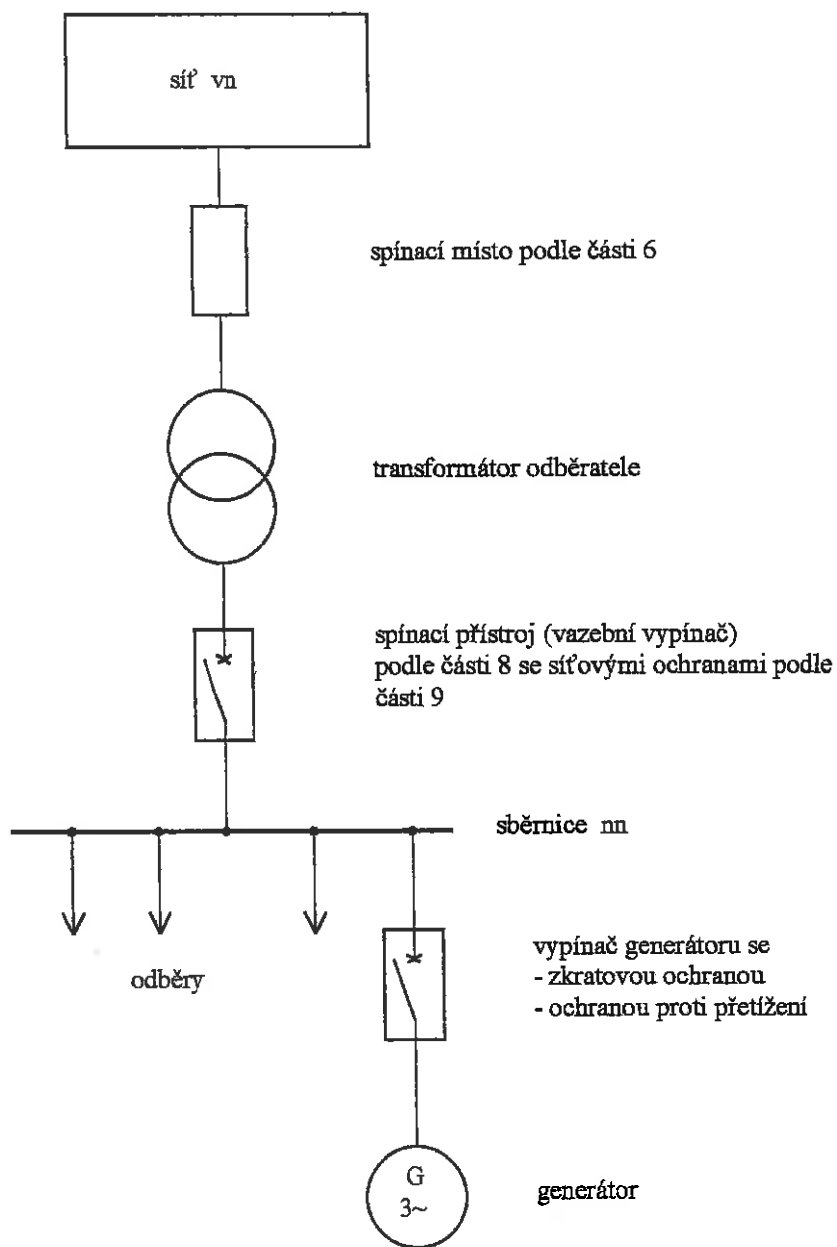 síť vn
spínací místo podle části 6
transformátor odběratele
spínací přístroj (vazební vypínač)
podle části 8 se síťovými ochranami podle
části 9
sběrnice nn
odběry
vypínač generátoru se
- zkratovou ochranou
- ochranou proti přetížení
G
3~
generátor